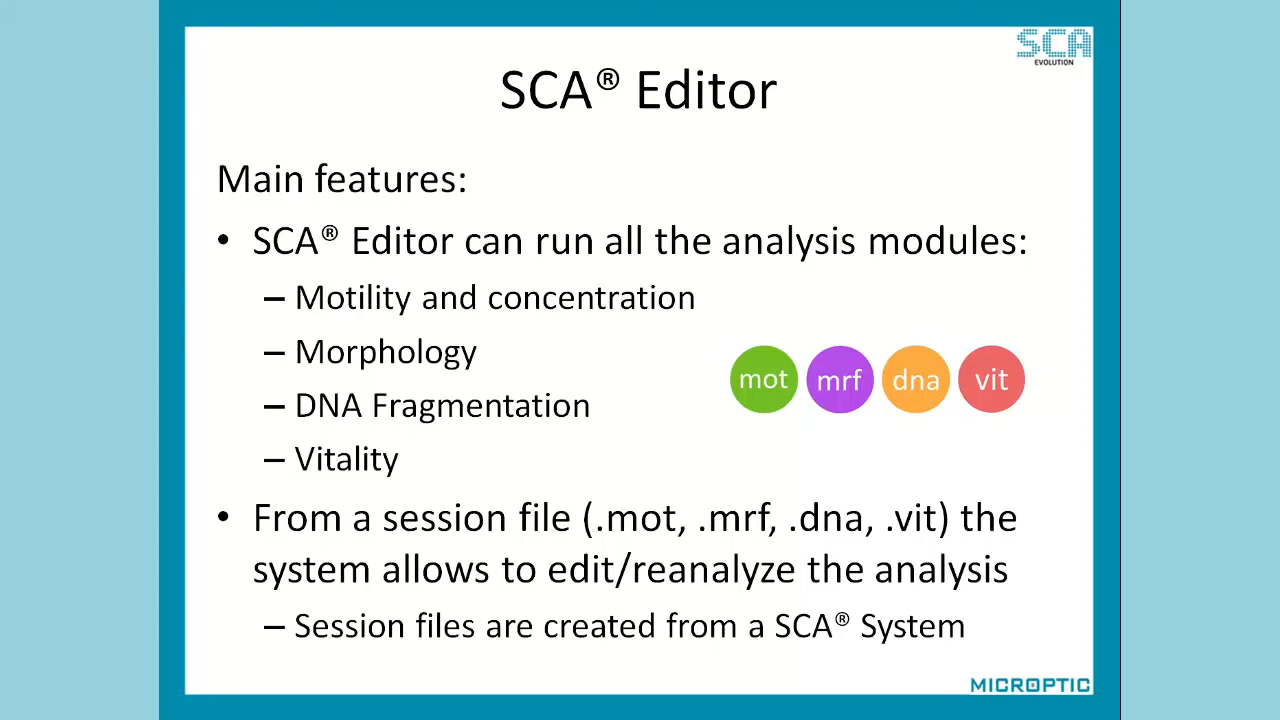 SCA
EVOLUTION
SCA® Editor
Main features:
• SCA® Editor can run all the analysis modules:
– Motility and concentration
– Morphology
– DNA Fragmentation
– Vitality
mot mrf dna vit
• From a session file (.mot, .mrf, .dna, .vit) the
system allows to edit/reanalyze the analysis
– Session files are created from a SCA® System
MICROPTIC